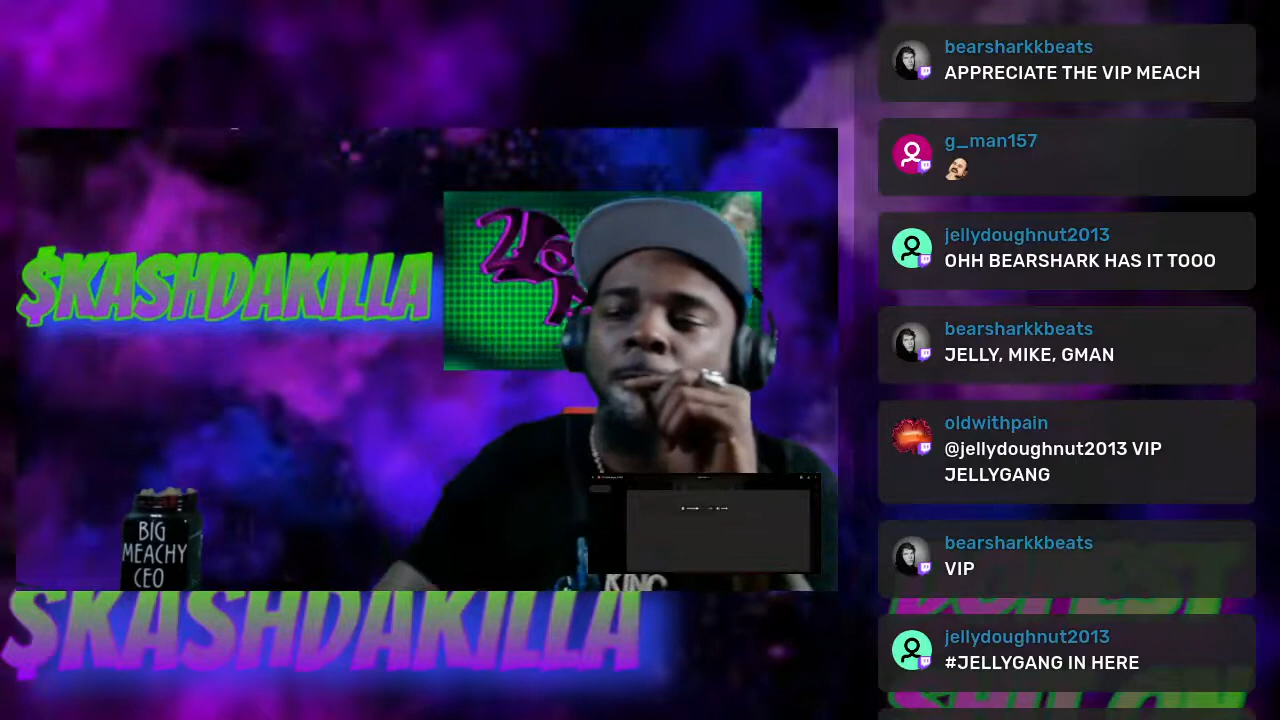 bearsharkkbeats
APPRECIATE THE VIP MEACH
g_man157
jellydoughnut2013
OHH BEARSHARK HAS IT TOOO
bearsharkkbeats
JELLY, MIKE, GMAN
oldwithpain
@jellydoughnut2013 VIP
JELLYGANG
bearsharkkbeats
VIP
jellydoughnut2013
#JELLYGANG IN HERE
$KASHDAKILLA
BIG
MEACHY
CEO
KING
$KASHDAKILLA